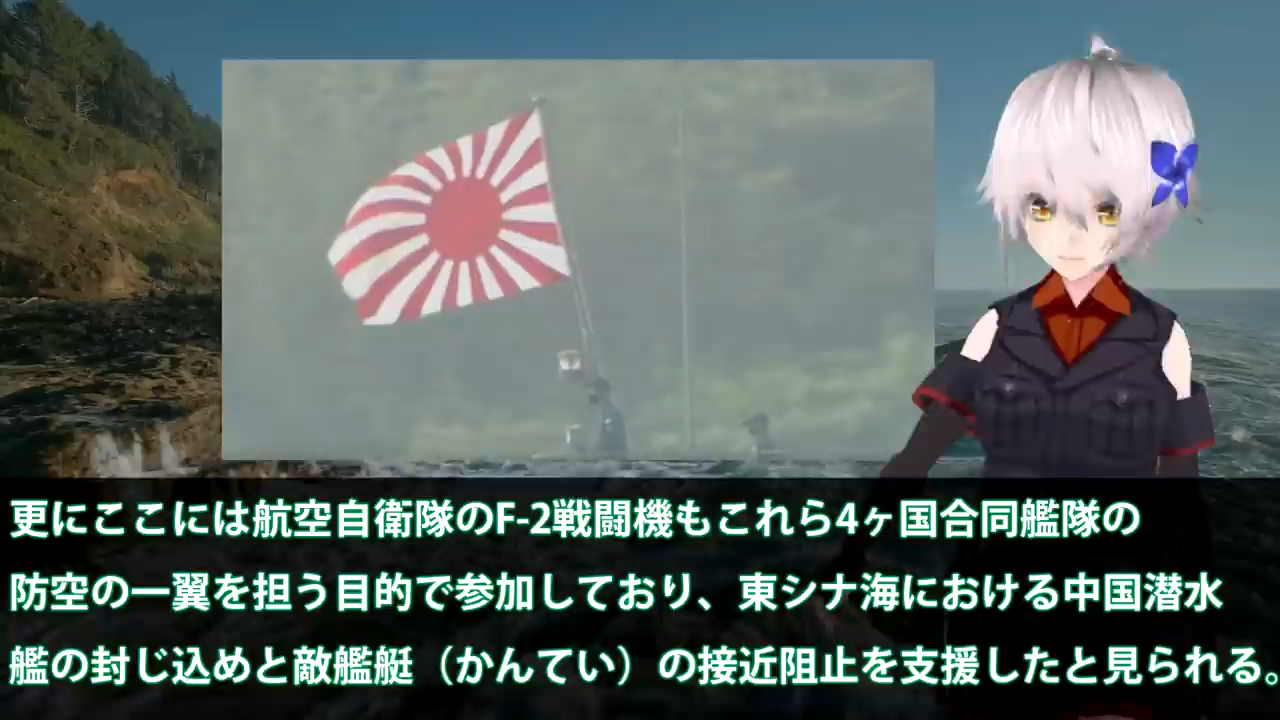 更にここには航空自衛隊のF-2戦闘機もこれら4ヶ国合同艦隊の
防空の一翼を担う目的で参加しており、東シナ海における中国潜水
艦の封じ込めと敵艦艇（かんてい）の接近阻止を支援したと見られる。